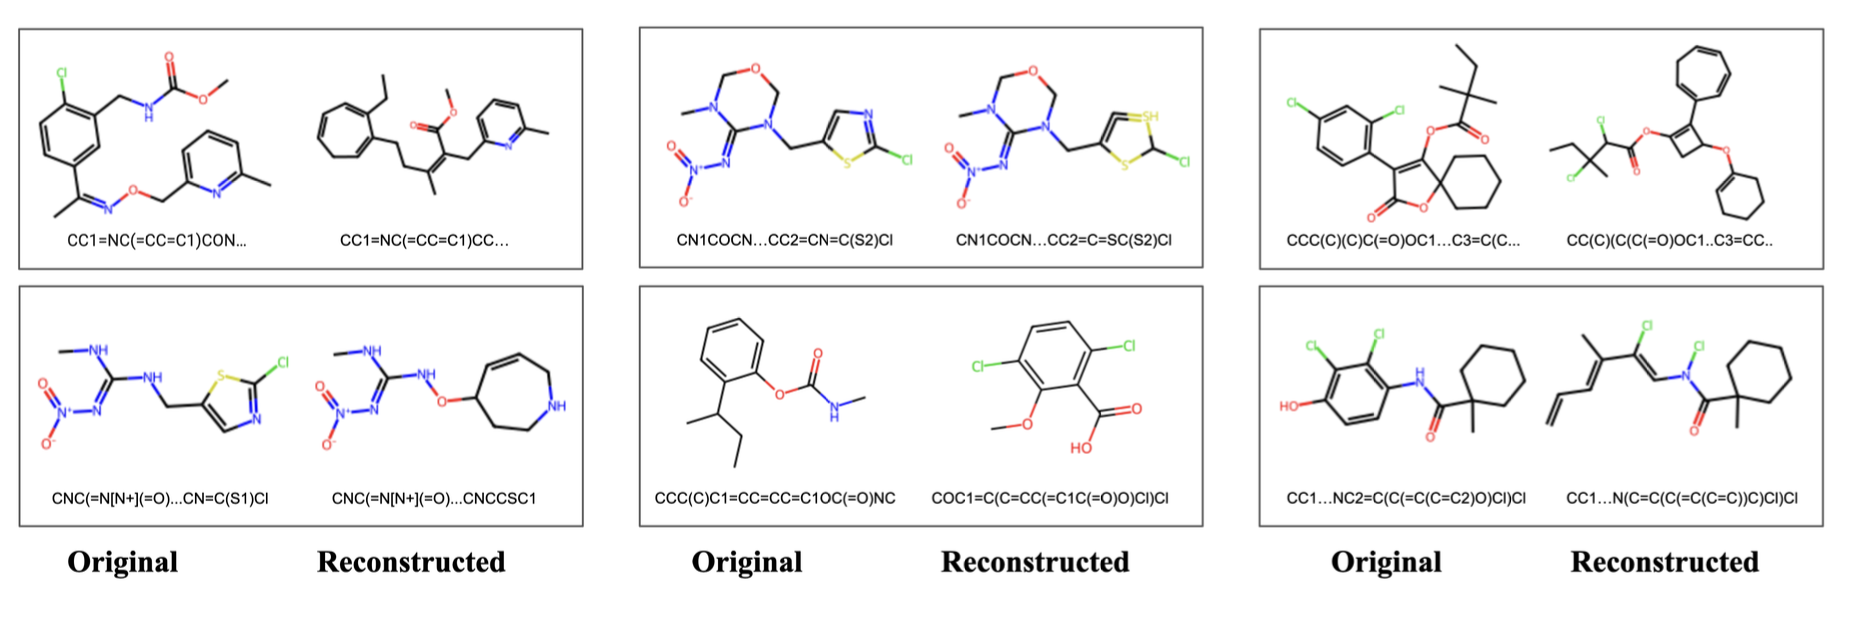 CC1=NC(=CC=C1)CON...
CC1=NC(=CC=C1)CC...
CN1COCN...CC2=CN=C(S2)Cl
CN1COCN...CC2=C=SC(S2)Cl
CCC(C)(C)C(=O)OC1...C3=C(C...
CC(C)(C(C(=O)OC1..C3=CC..
CNC(=N[N+](=O)...CN=C(S1)Cl
CNC(=N[N+](=O)...CNCCSC1
CCC(C)C1=CC=CC=C1OC(=O)NC
COC1=C(C=CC(=C1C(=O)O)Cl)Cl
CC1...NC2=C(C(=C(C=C2)O)Cl)Cl
CC1...N(C=C(C(=C(C=C))C)Cl)Cl
Original Reconstructed
Original Reconstructed
Original Reconstructed